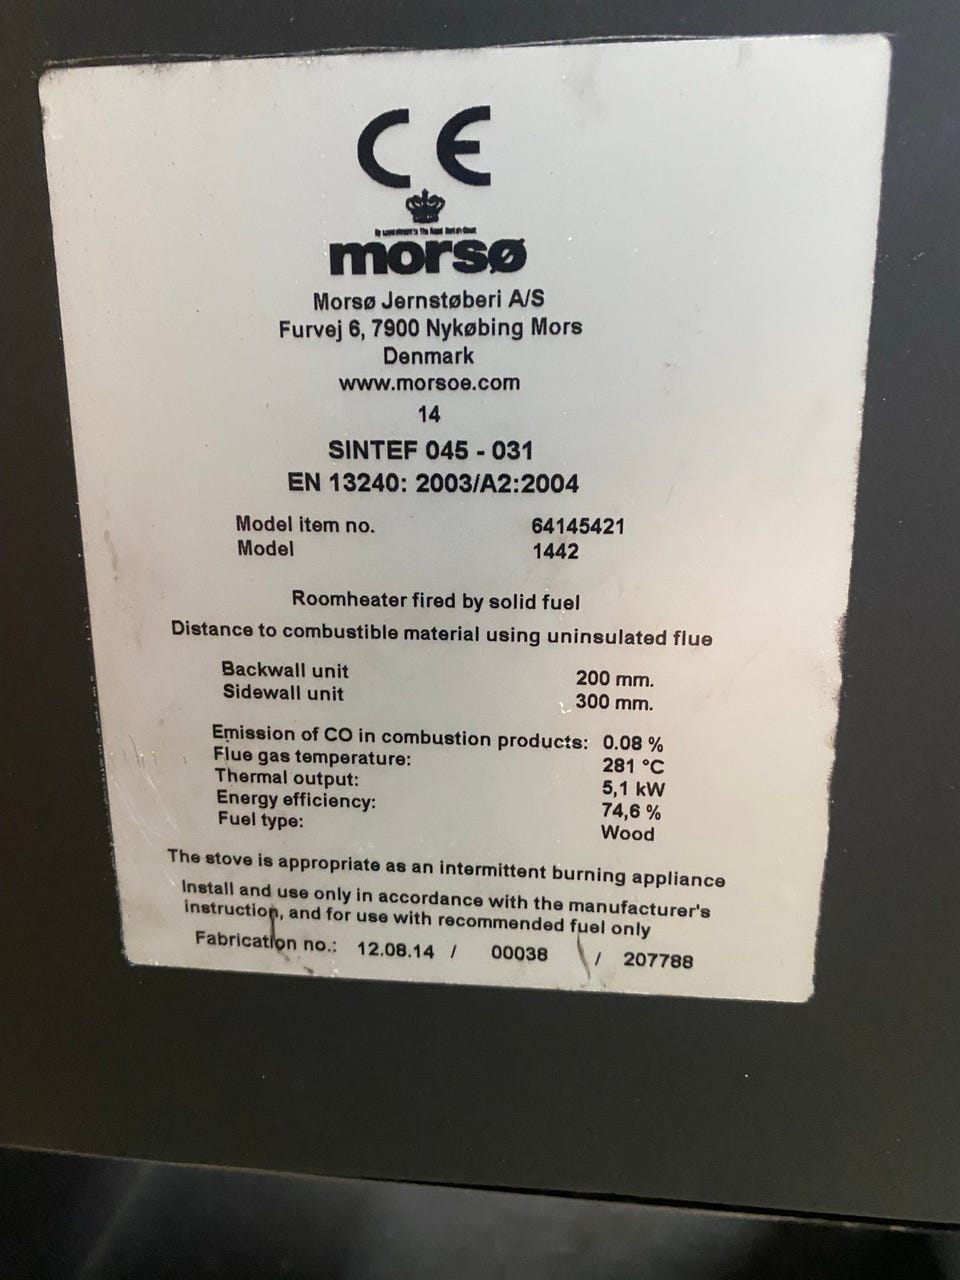 CE
morsø
Morsø Jernstøberi A/S
Furvej 6, 7900 Nykøbing Mors
Denmark
www.morsoe.com
14
SINTEF 045 - 031
EN 13240: 2003/A2:2004
Model item no. 64145421
Model 1442
Roomheater fired by solid fuel
Distance to combustible material using uninsulated flue
Backwall unit 200 mm.
Sidewall unit 300 mm.
Emission of CO in combustion products: 0.08 %
Flue gas temperature: 281 °C
Thermal output: 5,1 kW
Energy efficiency: 74,6 %
Fuel type: Wood
The stove is appropriate as an intermittent burning appliance
Install and use only in accordance with the manufacturer's
instruction, and for use with recommended fuel only
Fabrication no.: 12.08.14 / 00038 / 207788